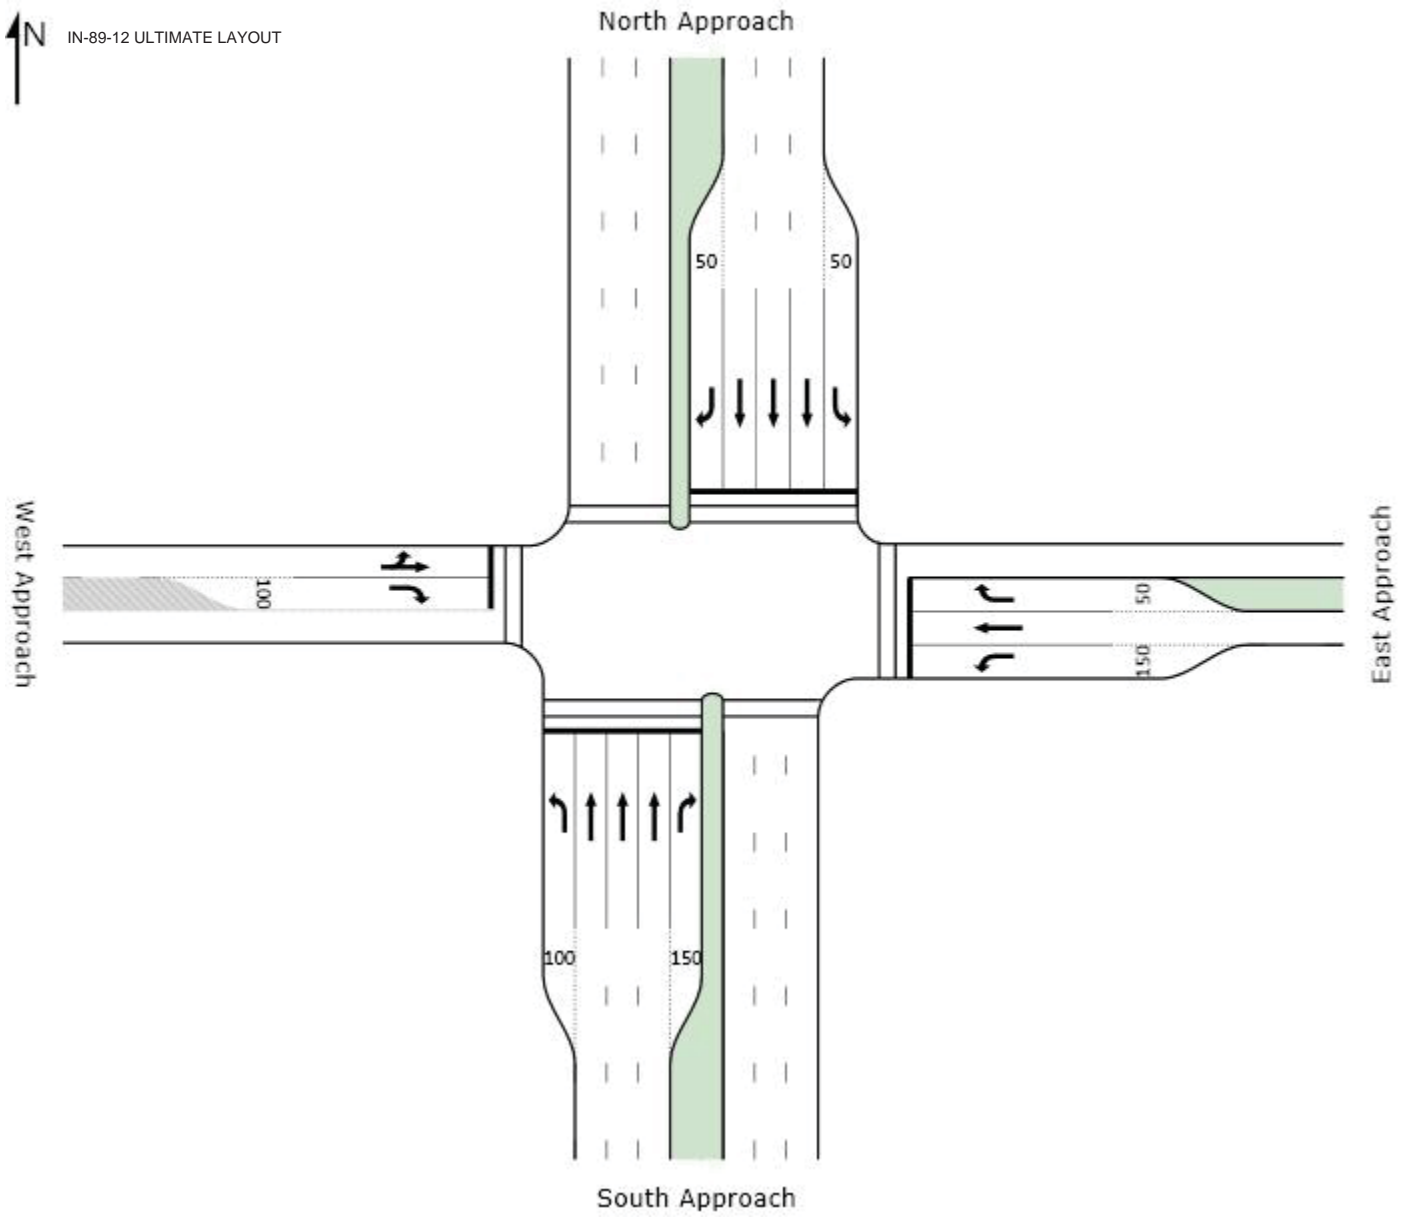 North Approach
N
IN-89-12 ULTIMATE LAYOUT
50
50
West Approach
100
50
150
East Approach
100
150
South Approach